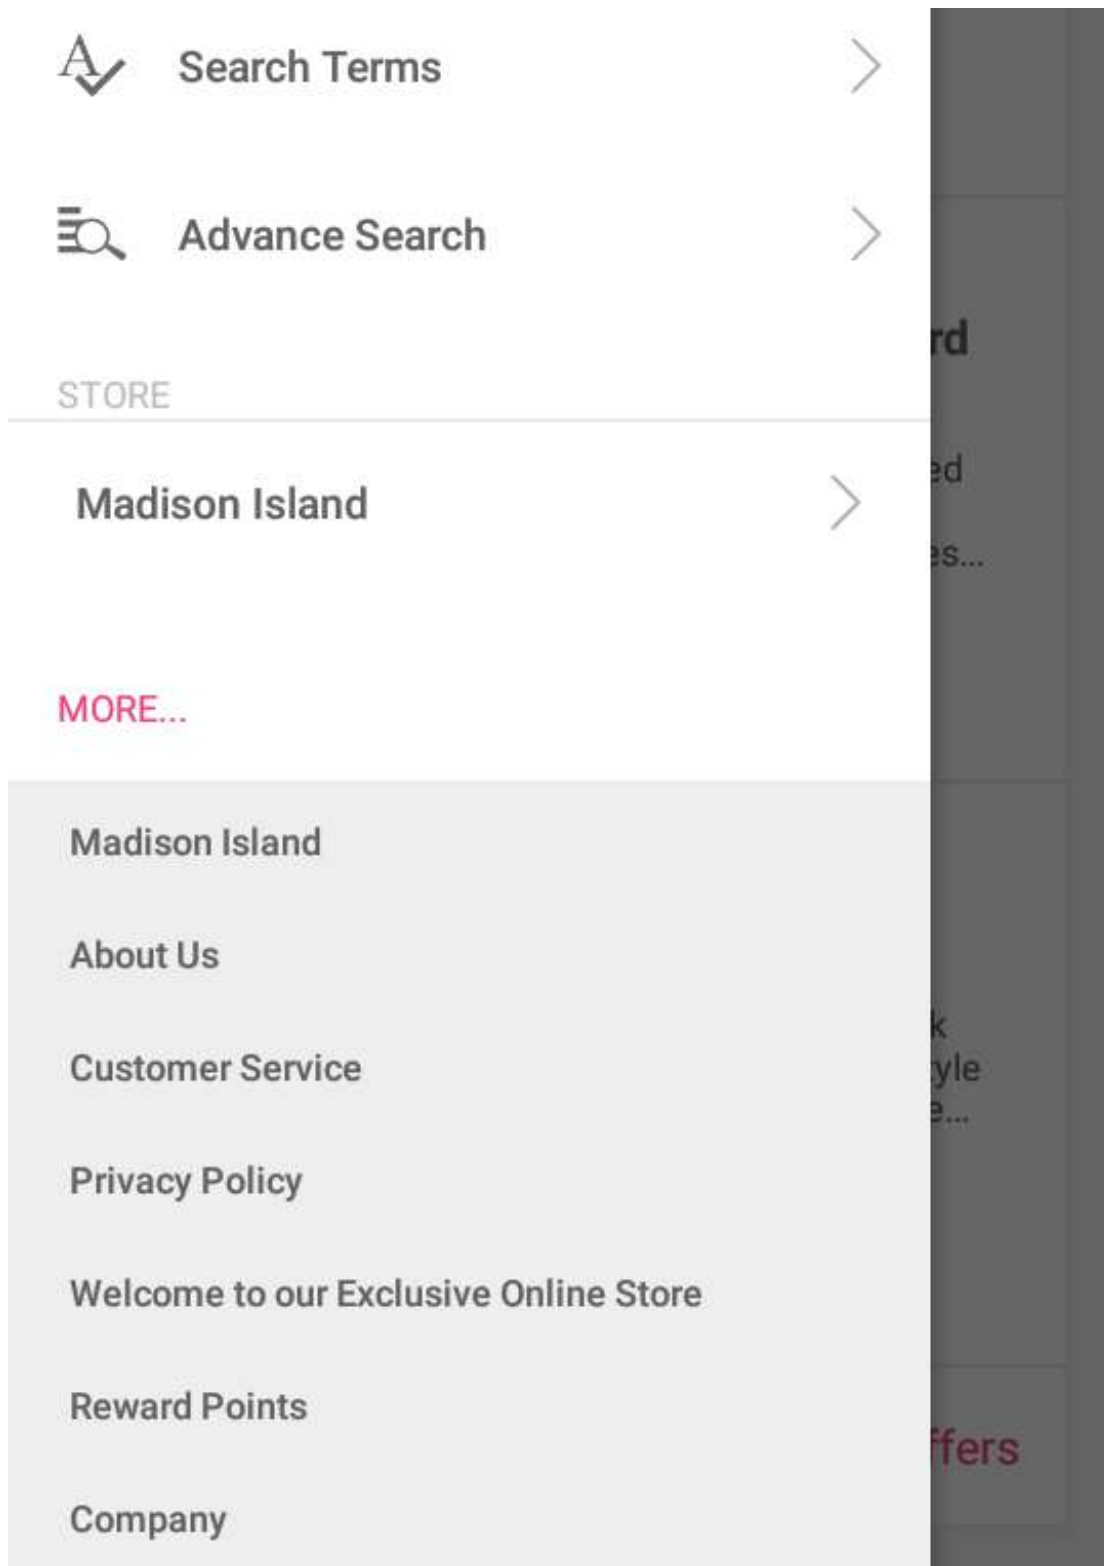 Search Terms
Advance Search
STORE
Madison Island
MORE...
Madison Island
About Us
Customer Service
Privacy Policy
Welcome to our Exclusive Online Store
Reward Points
Company